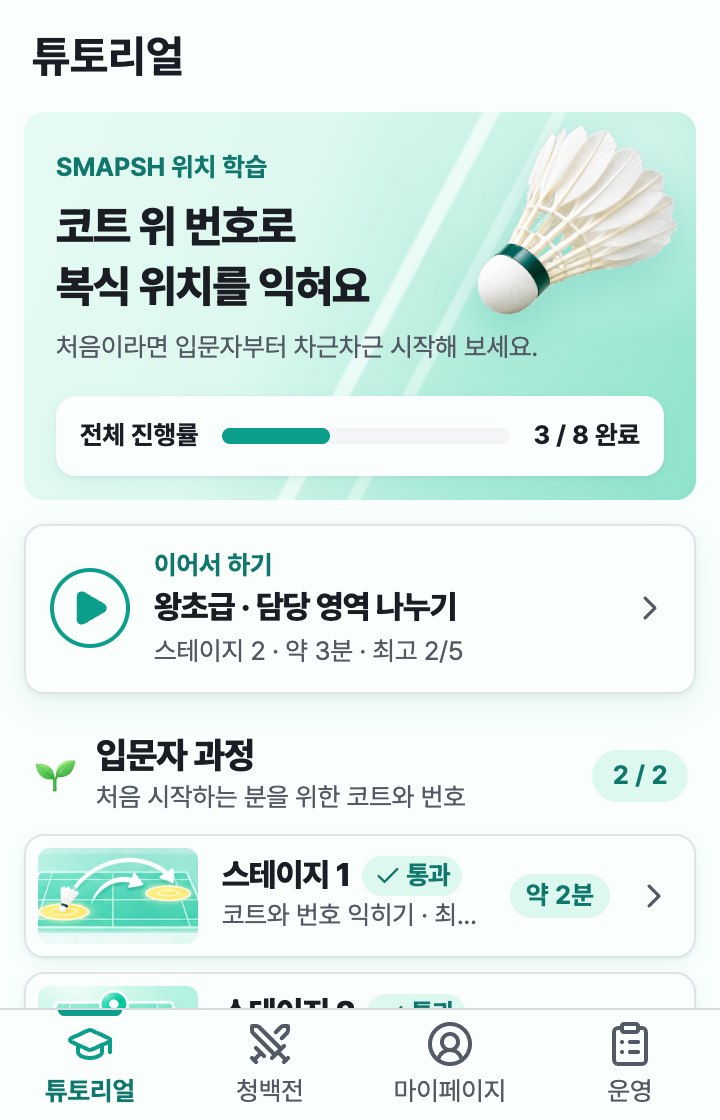 튜토리얼
SMAPSH 위치 학습
코트 위 번호로
복식 위치를 익혀요
처음이라면 입문자부터 차근차근 시작해 보세요.
전체 진행률 3 / 8 완료
이어서 하기
왕초급 · 담당 영역 나누기
스테이지 2 · 약 3분 · 최고 2/5
입문자 과정
처음 시작하는 분을 위한 코트와 번호
2 / 2
스테이지 1 통과
코트와 번호 익히기 · 최...
약 2분
스테이지 2 통과
튜토리얼 청백전 마이페이지 운영